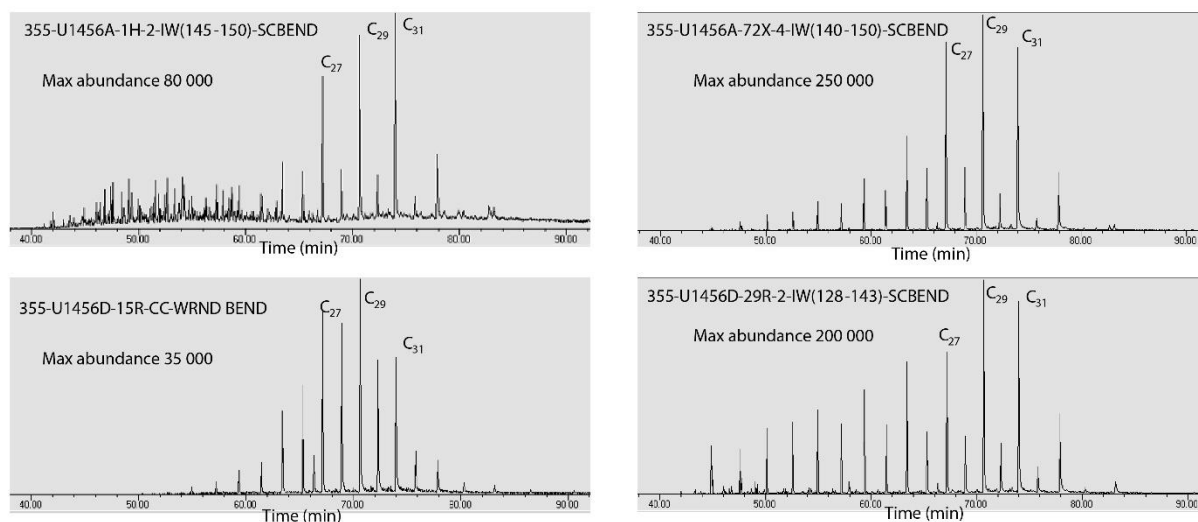 355-U1456A-1H-2-IW(145-150)-SCBEND
Max abundance 80 000
C27
C29
C31
40.00 50.00 60.00 70.00 80.00 90.00
Time (min)
355-U1456A-72X-4-IW(140-150)-SCBEND
Max abundance 250 000
C27
C29
C31
40.00 50.00 60.00 70.00 80.00 90.00
Time (min)
355-U1456D-15R-CC-WRND BEND
Max abundance 35 000
C27
C29
C31
40.00 50.00 60.00 70.00 80.00 90.00
Time (min)
355-U1456D-29R-2-IW(128-143)-SCBEND
Max abundance 200 000
C27
C29
C31
40.00 50.00 60.00 70.00 80.00 90.00
Time (min)